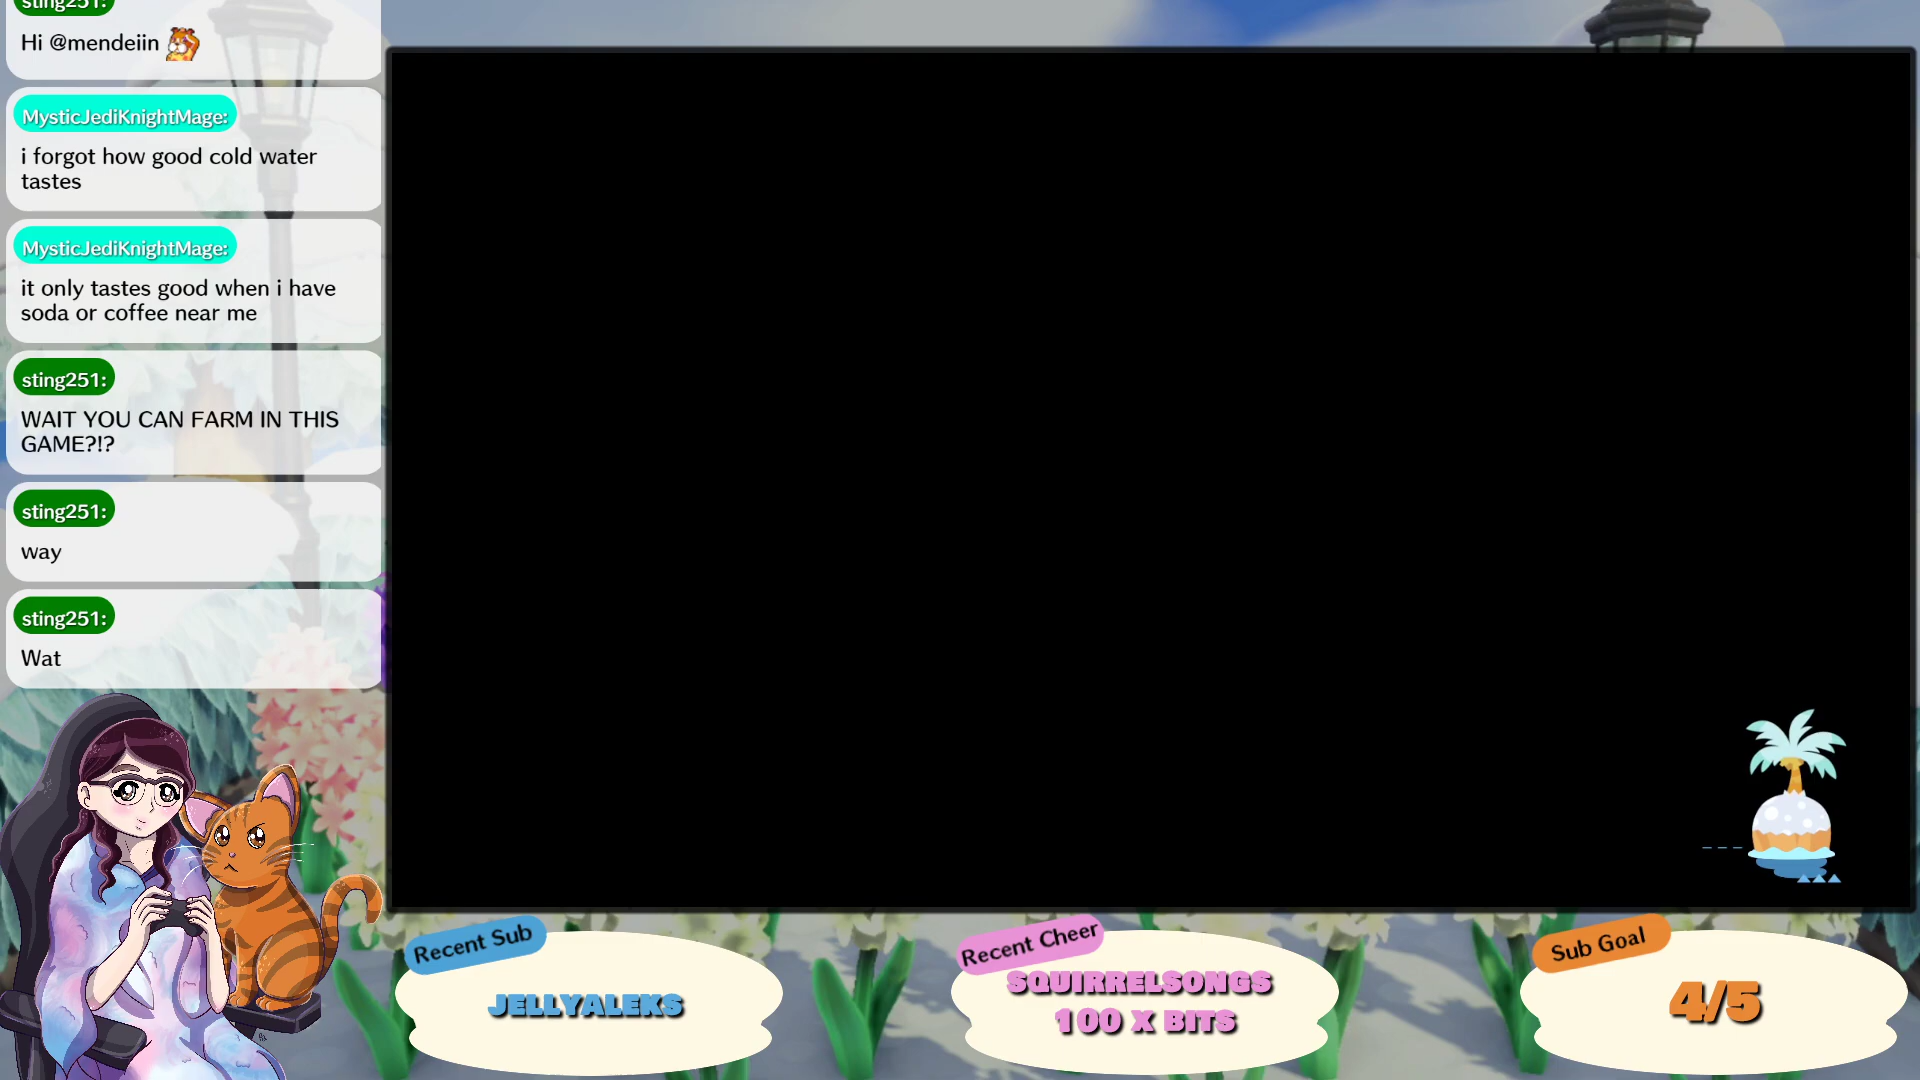 sting251:
Hi @mendeiin
MysticJediKnightMage:
i forgot how good cold water
tastes
MysticJediKnightMage:
it only tastes good when i have
soda or coffee near me
sting251:
WAIT YOU CAN FARM IN THIS
GAME?!?
sting251:
way
sting251:
Wat
Recent Sub
JELLYALEKS
Recent Cheer
SQUIRRELSONGS
100 X BITS
Sub Goal
4/5